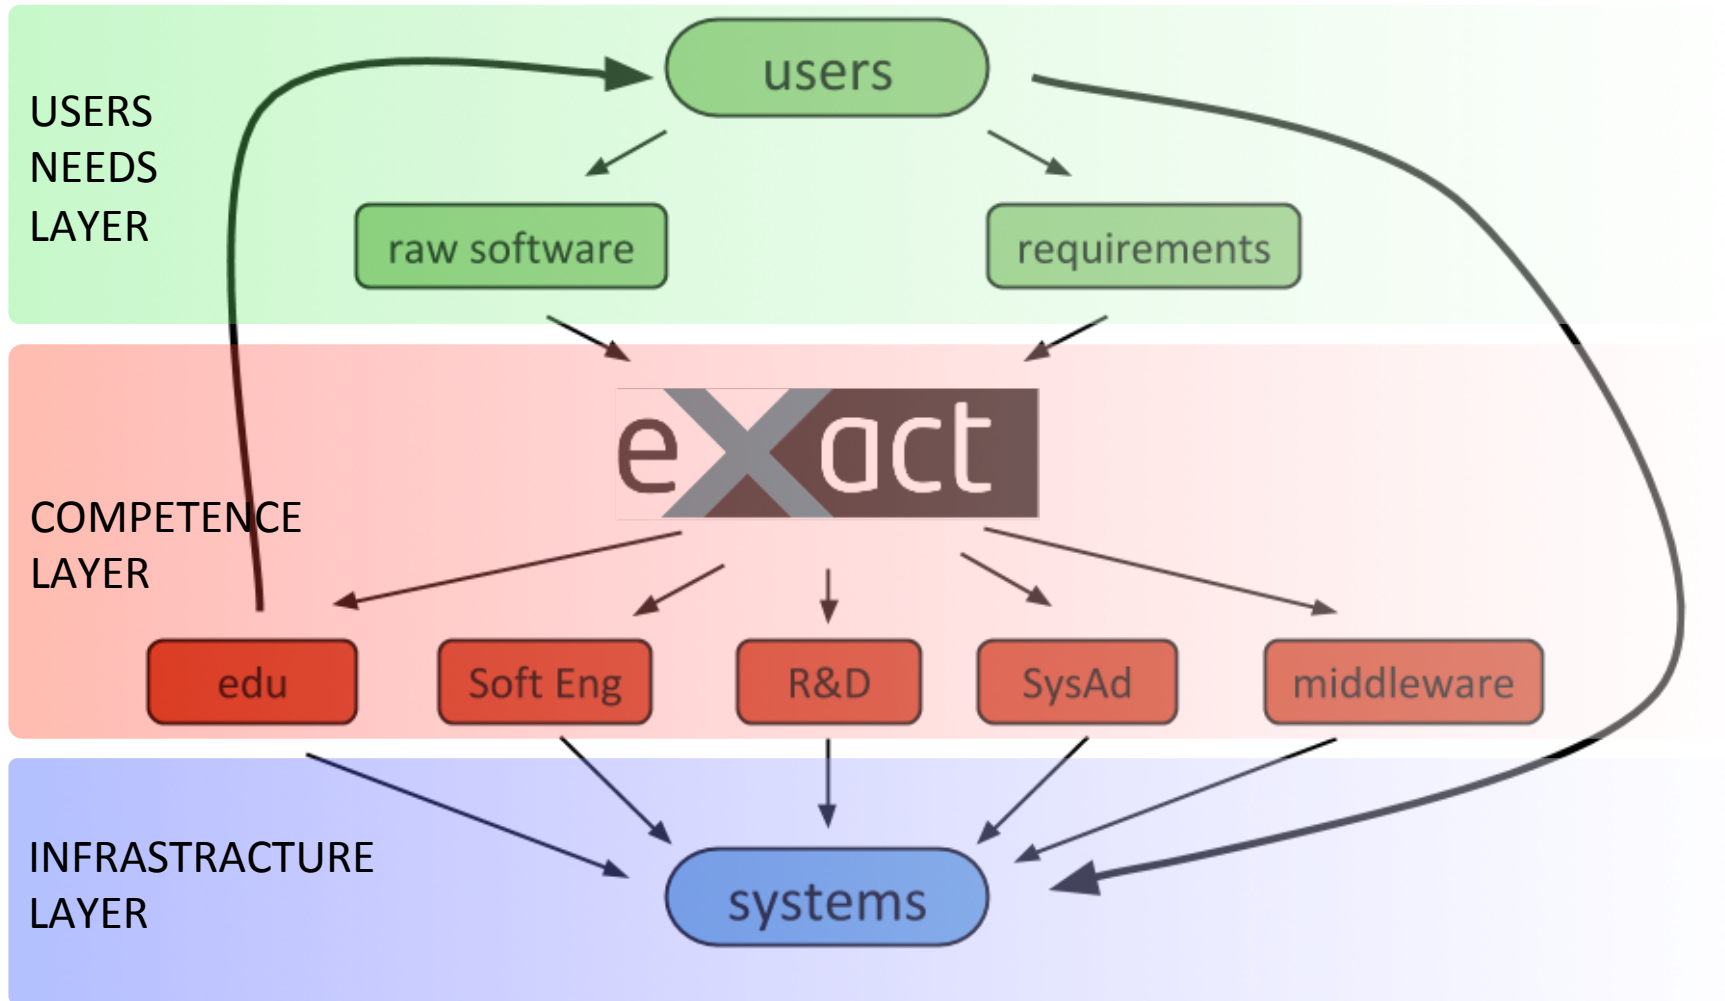 users
USERS
NEEDS
LAYER
raw software
requirements
eXact
COMPETENCE
LAYER
edu
Soft Eng
R&D
SysAd
middleware
INFRASTRACTURE
LAYER
systems